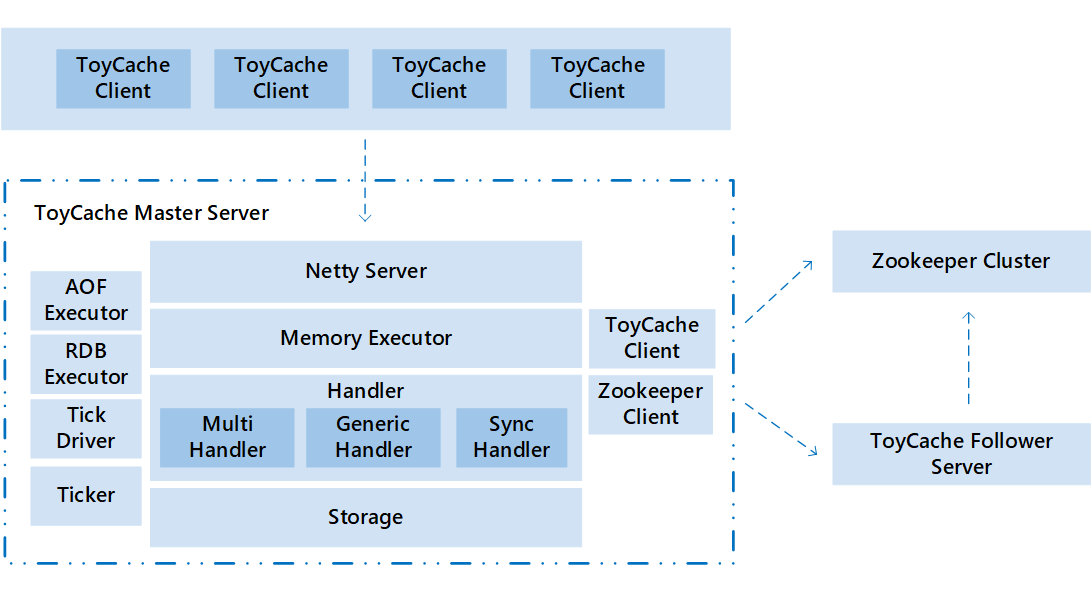 ToyCache
Client
ToyCache
Client
ToyCache
Client
ToyCache
Client
ToyCache Master Server
AOF
Executor
RDB
Executor
Tick
Driver
Ticker
Netty Server
Memory Executor
Handler
Multi
Handler
Generic
Handler
Sync
Handler
Storage
ToyCache
Client
Zookeeper
Client
Zookeeper Cluster
ToyCache Follower
Server